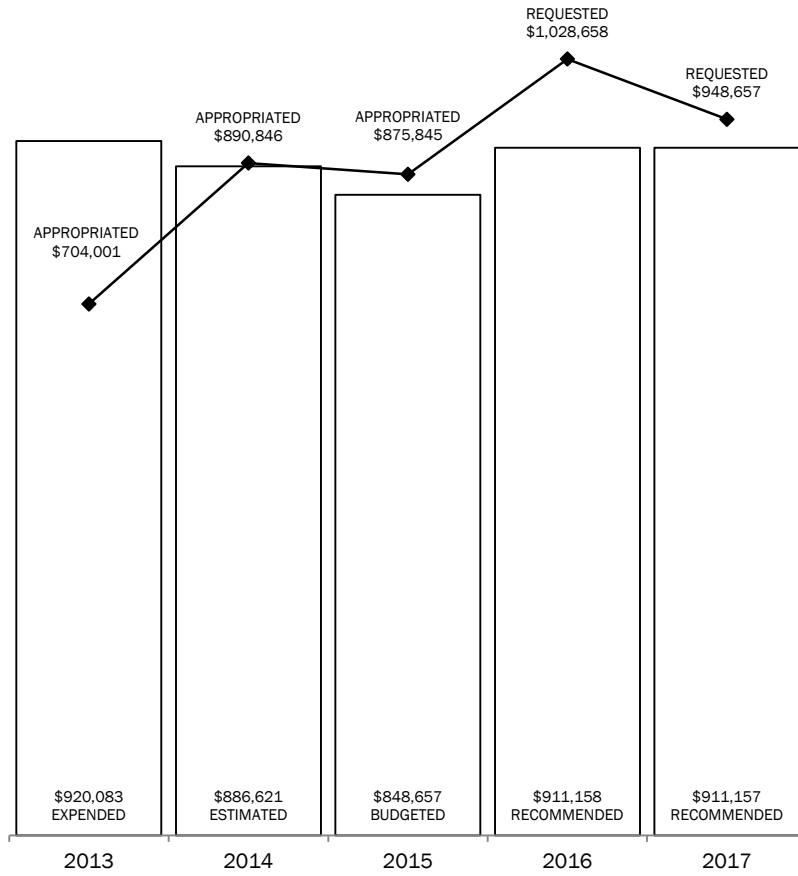 REQUESTED
$1,028,658
REQUESTED
$948,657
APPROPRIATED
$890,846
APPROPRIATED
$875,845
APPROPRIATED
$704,001
$920,083
EXPENDED
$886,621
ESTIMATED
$848,657
BUDGETED
$911,158
RECOMMENDED
$911,157
RECOMMENDED
2013
2014
2015
2016
2017